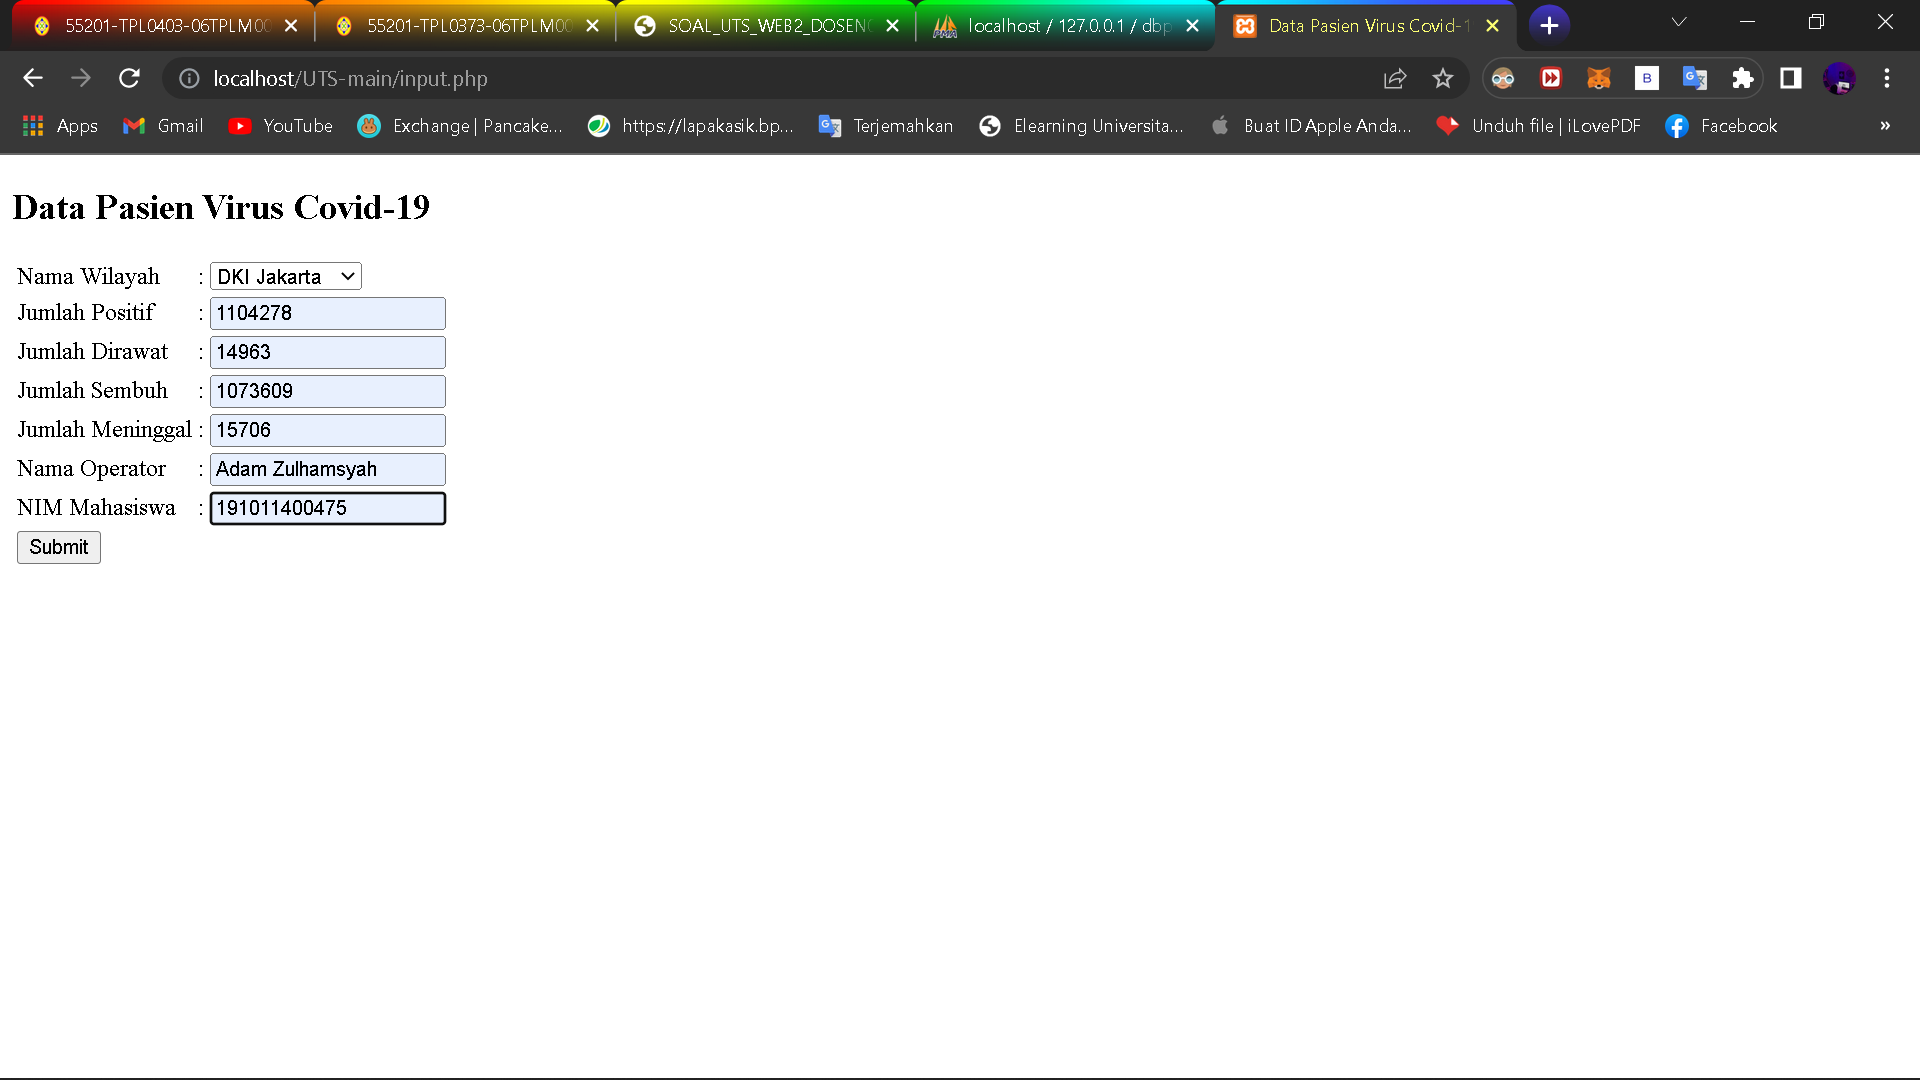 55201-TPL0403-06TPLM00
55201-TPL0373-06TPLM00
SOAL_UTS_WEB2_DOSEN
localhost / 127.0.0.1 / dbp
Data Pasien Virus Covid-1
localhost/UTS-main/input.php
Apps
Gmail
YouTube
Exchange | Pancake...
https://lapakasik.bp...
Terjemahkan
Elearning Universita...
Buat ID Apple Anda...
Unduh file | iLovePDF
Facebook
»
Data Pasien Virus Covid-19
Nama Wilayah : DKI Jakarta
Jumlah Positif : 1104278
Jumlah Dirawat : 14963
Jumlah Sembuh : 1073609
Jumlah Meninggal : 15706
Nama Operator : Adam Zulhamsyah
NIM Mahasiswa : 191011400475
Submit